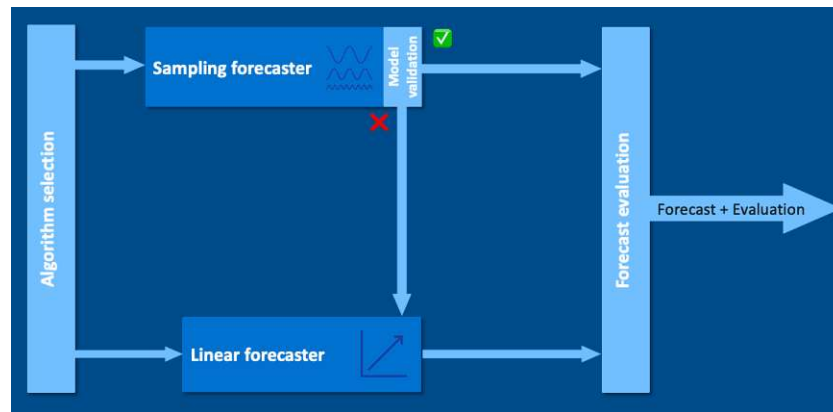 Sampling forecaster
Model
validation
Algorithm selection
Forecast evaluation
Forecast + Evaluation
Linear forecaster